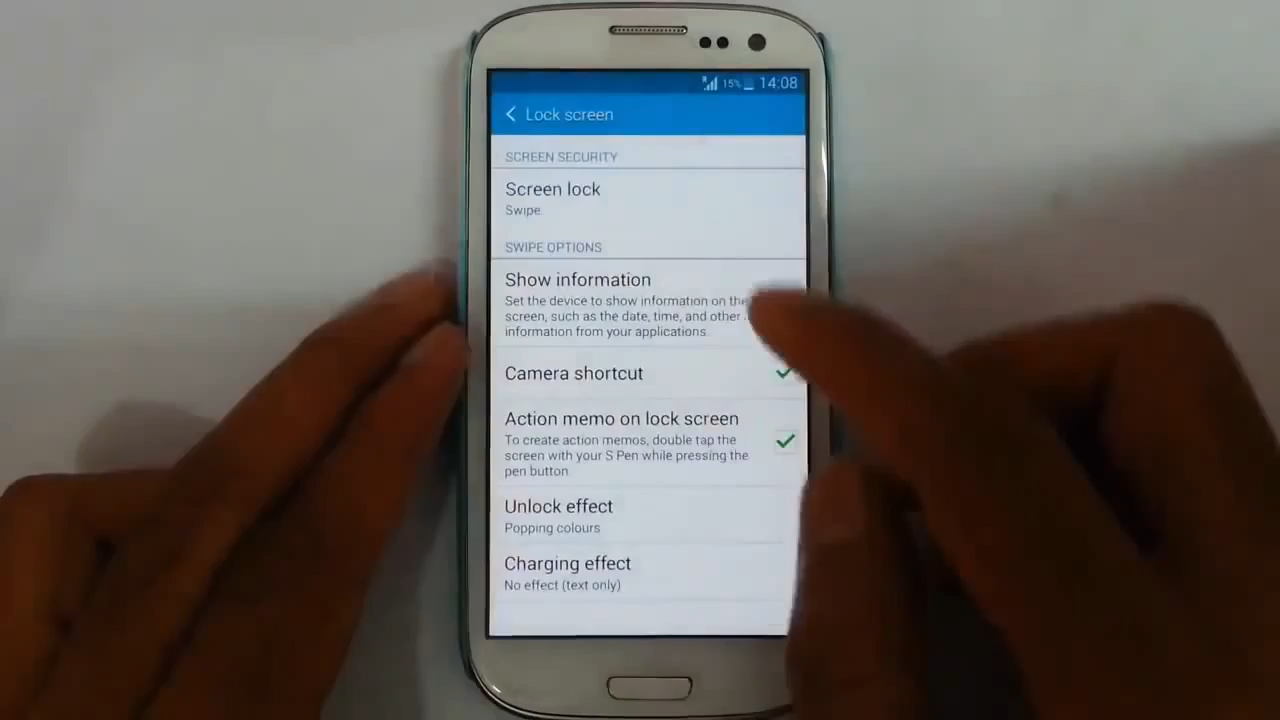 15% 14:08
Lock screen
SCREEN SECURITY
Screen lock
Swipe
SWIPE OPTIONS
Show information
Set the device to show information on the
screen, such as the date, time, and other
information from your applications.
Camera shortcut
Action memo on lock screen
To create action memos, double tap the
screen with your S Pen while pressing the
pen button.
Unlock effect
Popping colours
Charging effect
No effect (text only)